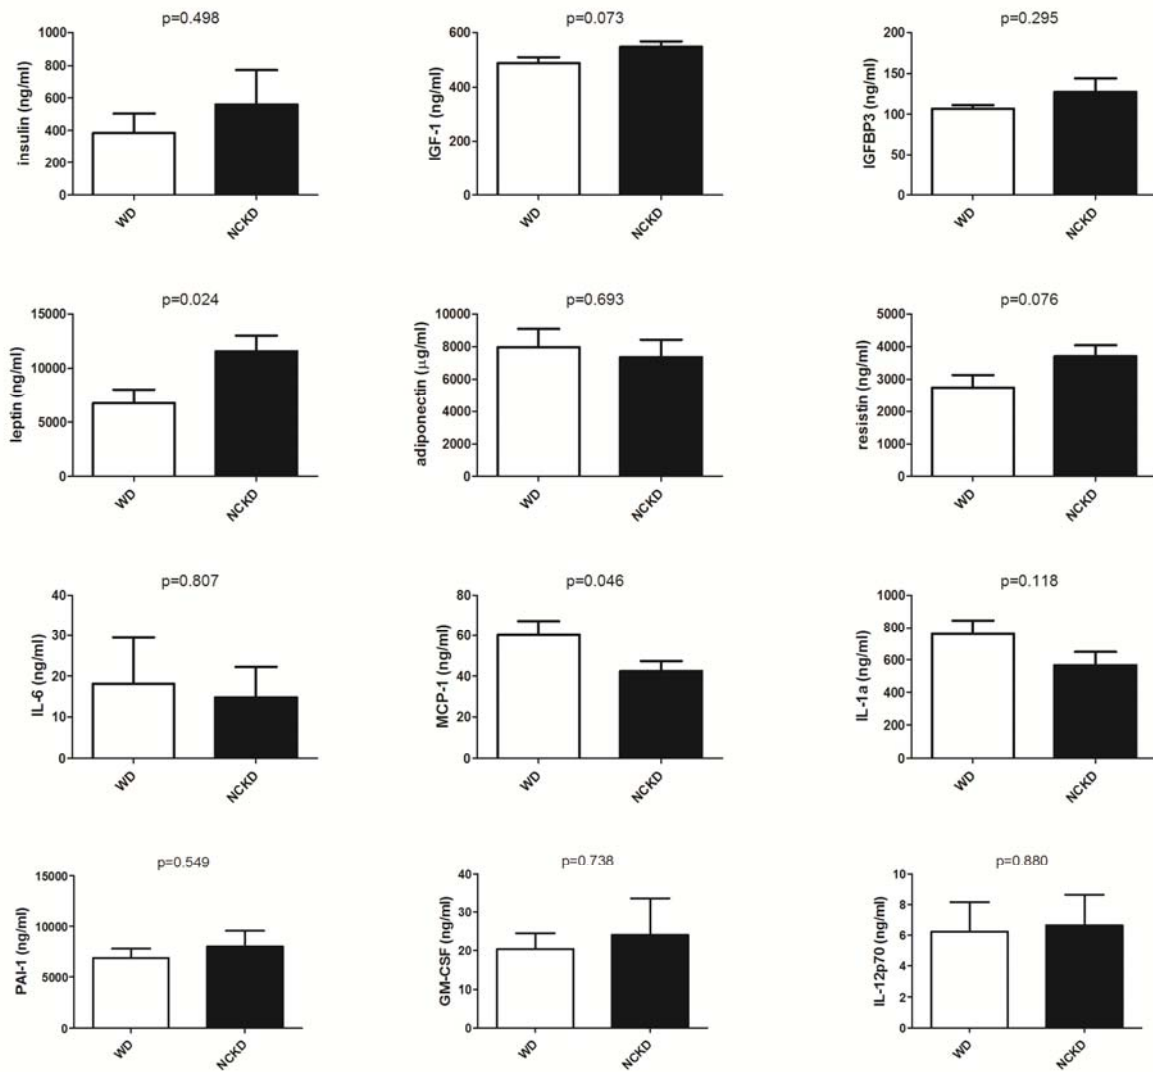 p=0.498
insulin (ng/ml)
1000
800
600
400
200
0
WD
NCKD
p=0.073
IGF-1 (ng/ml)
600
400
200
0
WD
NCKD
p=0.295
IGFBP3 (ng/ml)
200
150
100
50
0
WD
NCKD
p=0.024
leptin (ng/ml)
15000
10000
5000
0
WD
NCKD
p=0.693
adiponectin (μg/ml)
10000
8000
6000
4000
2000
0
WD
NCKD
p=0.076
resistin (ng/ml)
5000
4000
3000
2000
1000
0
WD
NCKD
p=0.807
IL-6 (ng/ml)
40
30
20
10
0
WD
NCKD
p=0.046
MCP-1 (ng/ml)
80
60
40
20
0
WD
NCKD
p=0.118
IL-1a (ng/ml)
1000
800
600
400
200
0
WD
NCKD
p=0.549
PAI-1 (ng/ml)
15000
10000
5000
0
WD
NCKD
p=0.738
GM-CSF (ng/ml)
40
30
20
10
0
WD
NCKD
p=0.880
IL-12p70 (ng/ml)
10
8
6
4
2
0
WD
NCKD